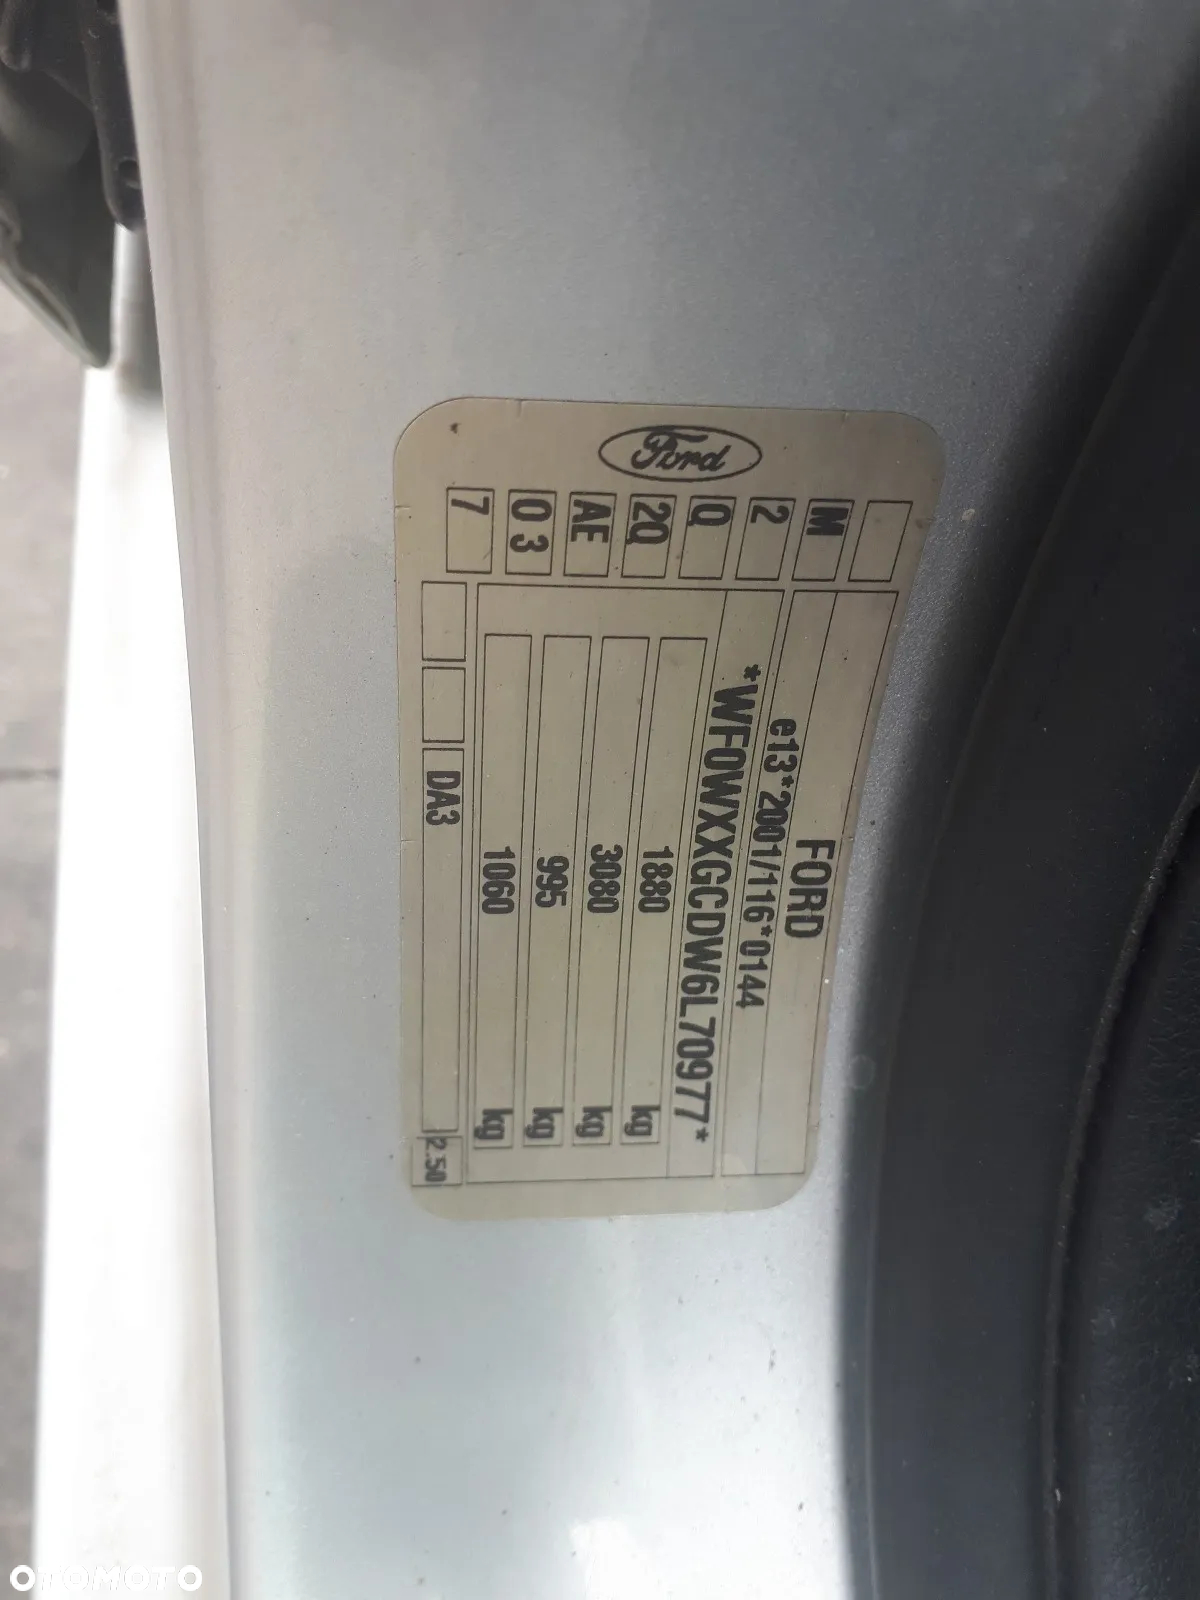 Ford
M
2
Q
2Q
AE
0 3
7
FORD
e13*2001/116*0144
*WF0WXXGCDW6L70977*
1880 kg
3080 kg
995 kg
1060 kg
DA3
2.50
OTOMOTO